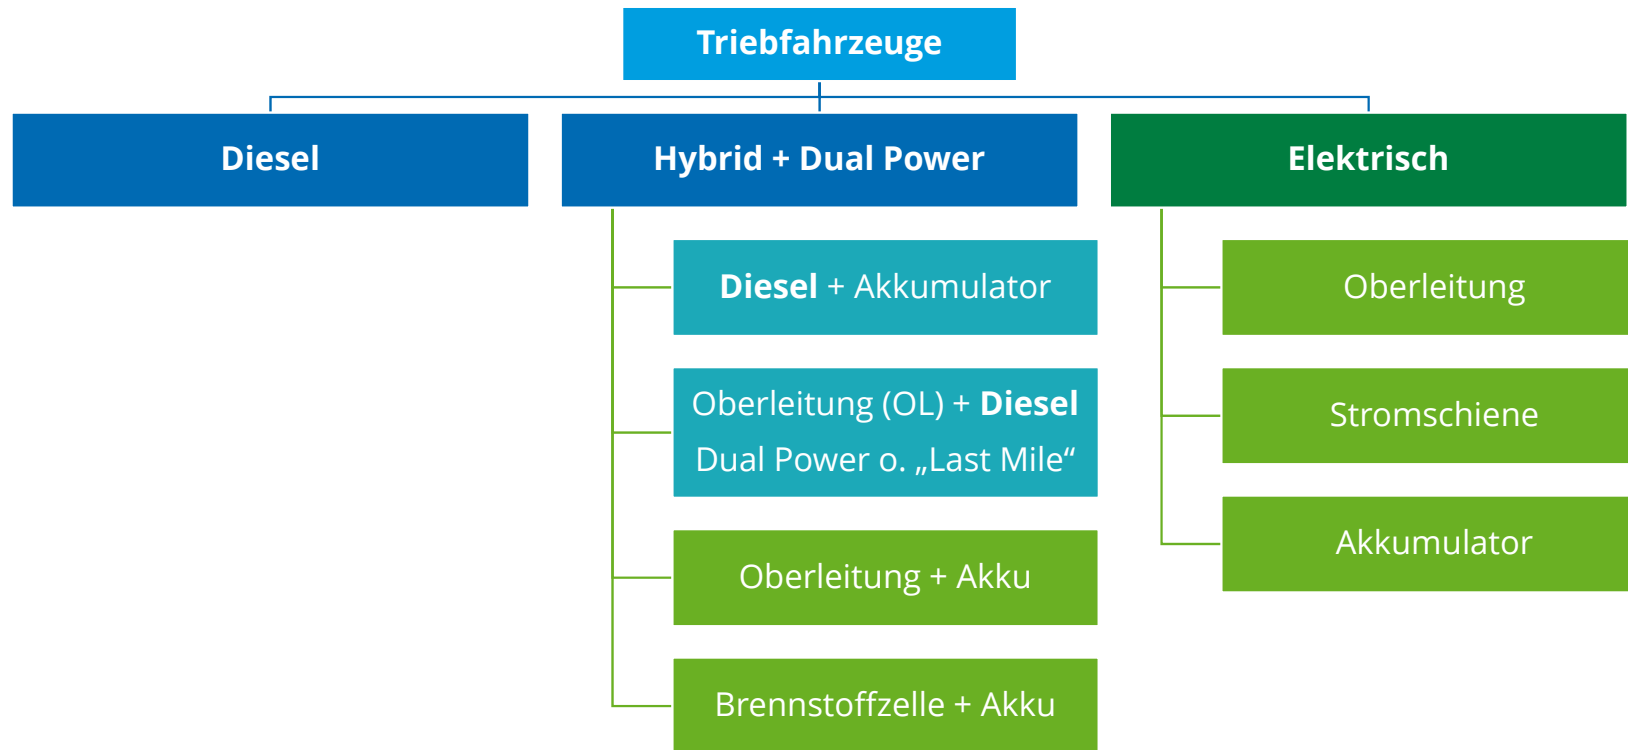 Triebfahrzeuge
Diesel
Hybrid + Dual Power
Diesel + Akkumulator
Oberleitung (OL) + Diesel
Dual Power o. „Last Mile“
Oberleitung + Akku
Brennstoffzelle + Akku
Elektrisch
Oberleitung
Stromschiene
Akkumulator